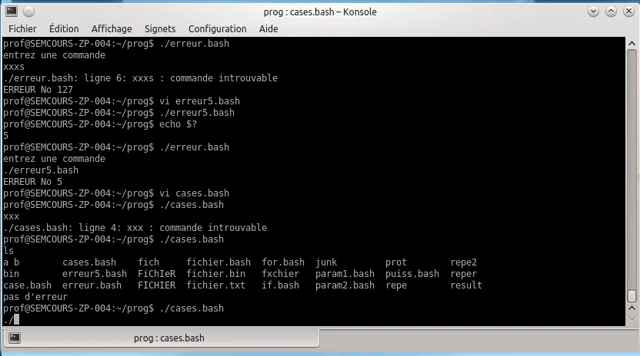 prog : cases.bash – Konsole
Fichier Édition Affichage Signets Configuration Aide
prof@SEMCOURS-ZP-004:~/prog$ ./erreur.bash
entrez une commande
xxxs
./erreur.bash: ligne 6: xxxs : commande introuvable
ERREUR No 127
prof@SEMCOURS-ZP-004:~/prog$ vi erreur5.bash
prof@SEMCOURS-ZP-004:~/prog$ ./erreur5.bash
prof@SEMCOURS-ZP-004:~/prog$ echo $?
5
prof@SEMCOURS-ZP-004:~/prog$ ./erreur.bash
entrez une commande
./erreur5.bash
ERREUR No 5
prof@SEMCOURS-ZP-004:~/prog$ vi cases.bash
prof@SEMCOURS-ZP-004:~/prog$ ./cases.bash
xxx
./cases.bash: ligne 4: xxx : commande introuvable
prof@SEMCOURS-ZP-004:~/prog$ ./cases.bash
ls
a b cases.bash fich fichier.bash for.bash junk prot repe2
bin erreur5.bash FiChIeR fichier.bin fxchier param1.bash puiss.bash reper
case.bash erreur.bash FICHIER fichier.txt if.bash param2.bash repe result
pas d'erreur
prof@SEMCOURS-ZP-004:~/prog$ ./cases.bash
./
prog : cases.bash